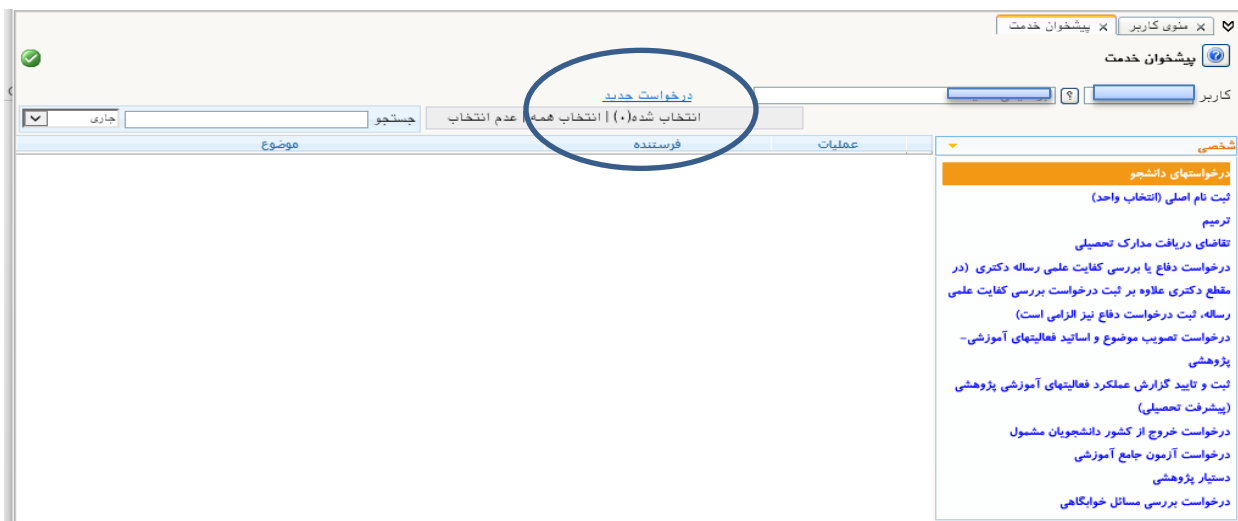 منوی کاربر پیشخوان خدمت
پیشخوان خدمت
کاربر ؟
درخواست جدید
انتخاب شده(۰) | انتخاب همه | عدم انتخاب جستجو جاری
شخصی عملیات فرستنده موضوع
درخواستهای دانشجو
ثبت نام اصلی (انتخاب واحد)
ترمیم
تقاضای دریافت مدارک تحصیلی
درخواست دفاع یا بررسی کفایت علمی رساله دکتری (در
مقطع دکتری علاوه بر ثبت درخواست بررسی کفایت علمی
رساله، ثبت درخواست دفاع نیز الزامی است)
درخواست تصویب موضوع و اساتید فعالیتهای آموزشی-
پژوهشی
ثبت و تایید گزارش عملکرد فعالیتهای آموزشی پژوهشی
(پیشرفت تحصیلی)
درخواست خروج از کشور دانشجویان مشمول
درخواست آزمون جامع آموزشی
دستیار پژوهشی
درخواست بررسی مسائل خوابگاهی